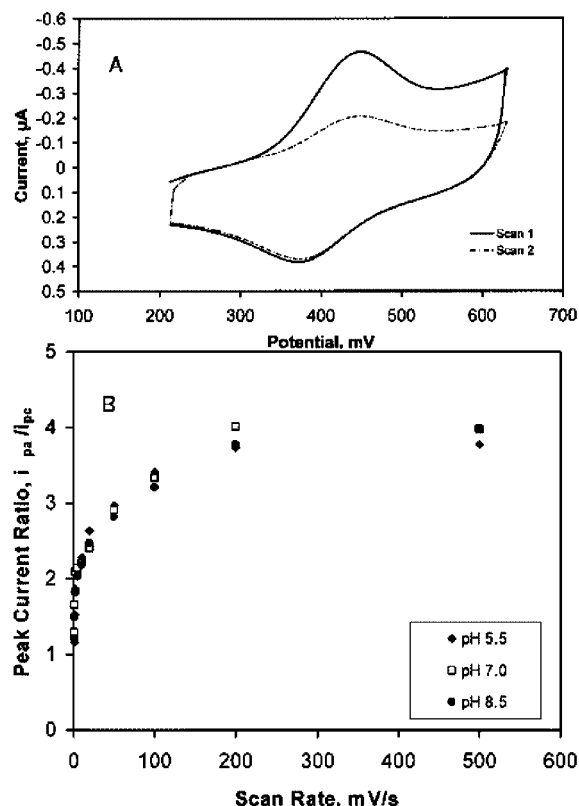 -0.6
-0.5
-0.4
-0.3
-0.2
-0.1
0
0.1
0.2
0.3
0.4
0.5
Current, µA
A
Scan 1
Scan 2
100 200 300 400 500 600 700
Potential, mV
5
4
3
2
1
0
Peak Current Ratio, i pa/ipc
B
pH 5.5
pH 7.0
pH 8.5
0 100 200 300 400 500 600
Scan Rate, mV/s